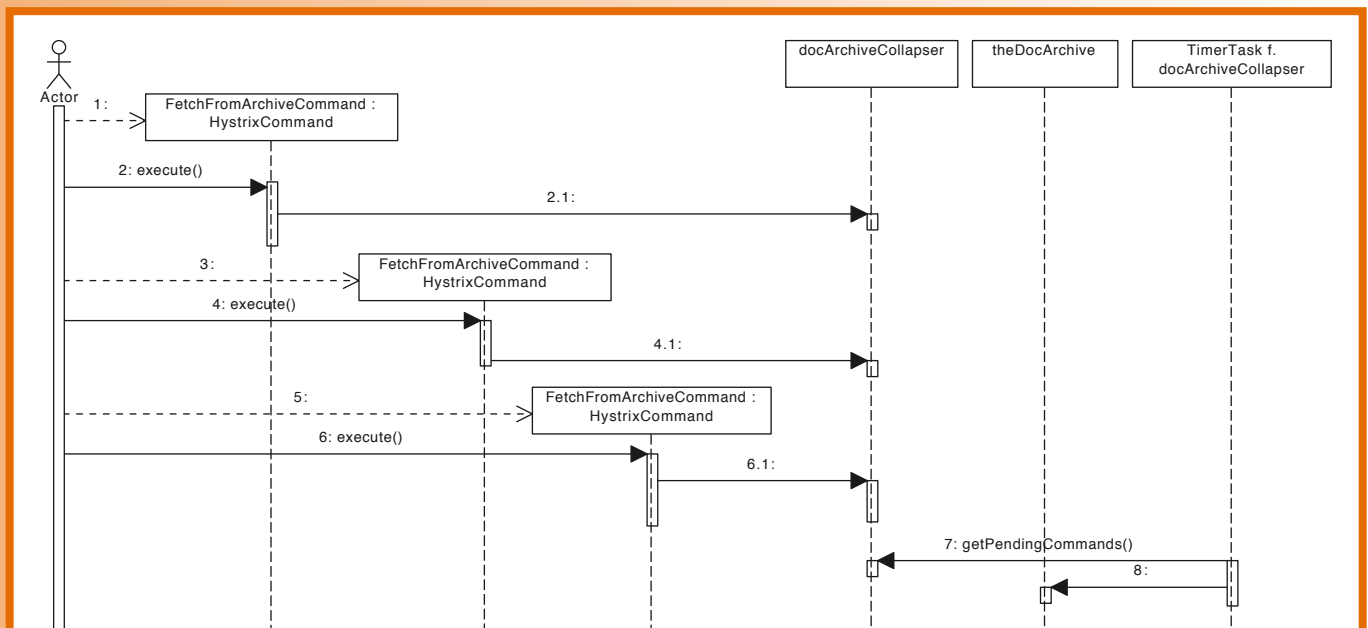 docArchiveCollapser
theDocArchive
TimerTask f.
docArchiveCollapser
Actor
1:
FetchFromArchiveCommand :
HystrixCommand
2: execute()
2.1:
3:
FetchFromArchiveCommand :
HystrixCommand
4: execute()
4.1:
5:
FetchFromArchiveCommand :
HystrixCommand
6: execute()
6.1:
7: getPendingCommands()
8: